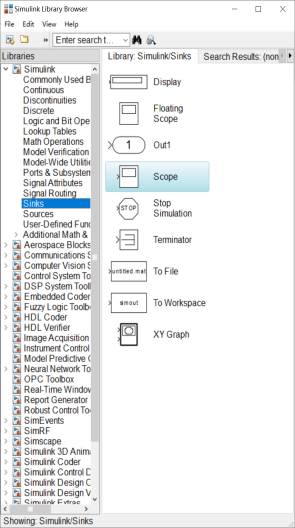 Simulink Library Browser
File Edit View Help
» Enter search t...
Libraries
Library: Simulink/Sinks
Search Results: (non
Simulink
Commonly Used B
Continuous
Discontinuities
Discrete
Logic and Bit Ope
Lookup Tables
Math Operations
Model Verification
Model-Wide Utilitie
Ports & Subsystem
Signal Attributes
Signal Routing
Sinks
Sources
User-Defined Func
Additional Math &
Aerospace Blocks
Communications S
Computer Vision S
Control System To
DSP System Toolb
Embedded Coder
Fuzzy Logic Toolb
HDL Coder
HDL Verifier
Image Acquisition
Instrument Control
Model Predictive C
Neural Network To
OPC Toolbox
Real-Time Window
Report Generator
Robust Control Too
SimEvents
SimRF
Simscape
Simulink 3D Anima
Simulink Coder
Simulink Control D
Simulink Design O
Simulink Design V
Simulink Extras
Display
Floating
Scope
1
Out1
Scope
STOP
Stop
Simulation
Terminator
untitled.mat
To File
simout
To Workspace
XY Graph
Showing: Simulink/Sinks